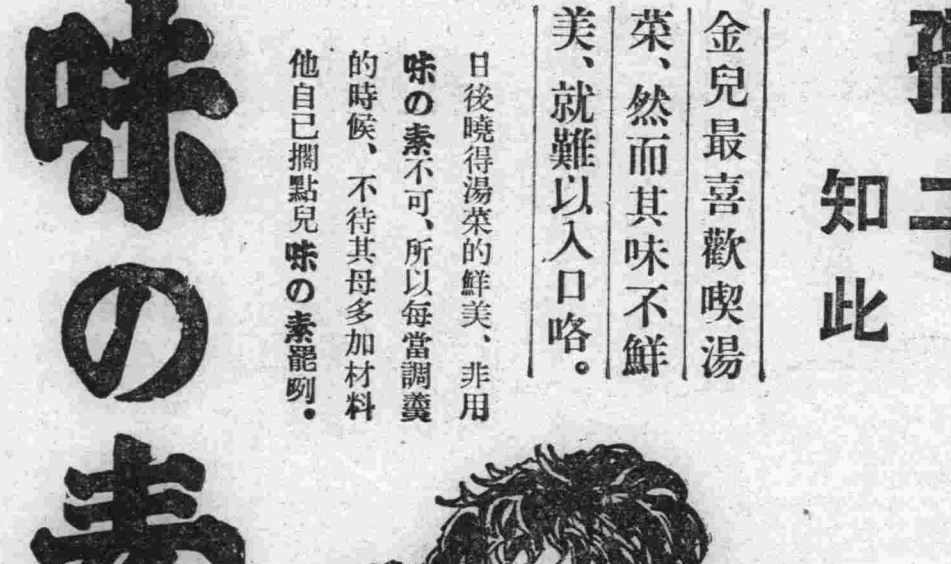 知此
金兒最喜歡喫湯
菜、然而其味不鮮
美、就難以入口咯。
日後曉得湯菜的鮮美、非用
味の素不可、所以每當調羹
的時候、不待其母多加材料
他自己擱點兒味の素罷咧。
味の素